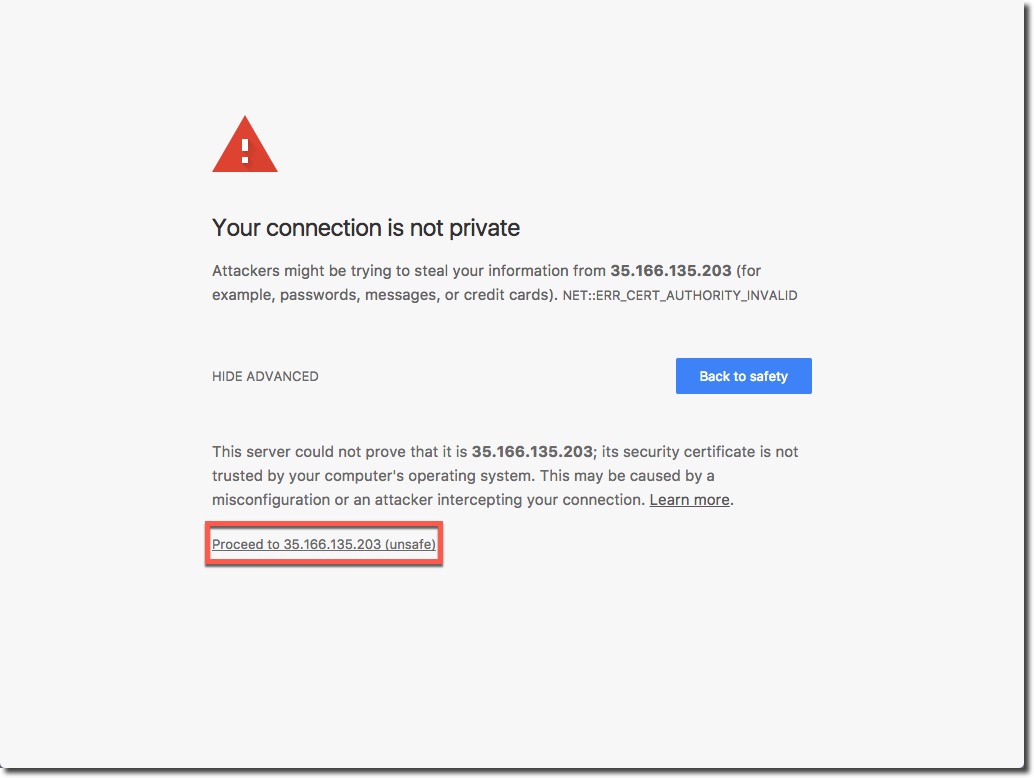 Your connection is not private
Attackers might be trying to steal your information from 35.166.135.203 (for
example, passwords, messages, or credit cards). NET::ERR_CERT_AUTHORITY_INVALID
HIDE ADVANCED
Back to safety
This server could not prove that it is 35.166.135.203; its security certificate is not
trusted by your computer's operating system. This may be caused by a
misconfiguration or an attacker intercepting your connection. Learn more.
Proceed to 35.166.135.203 (unsafe)